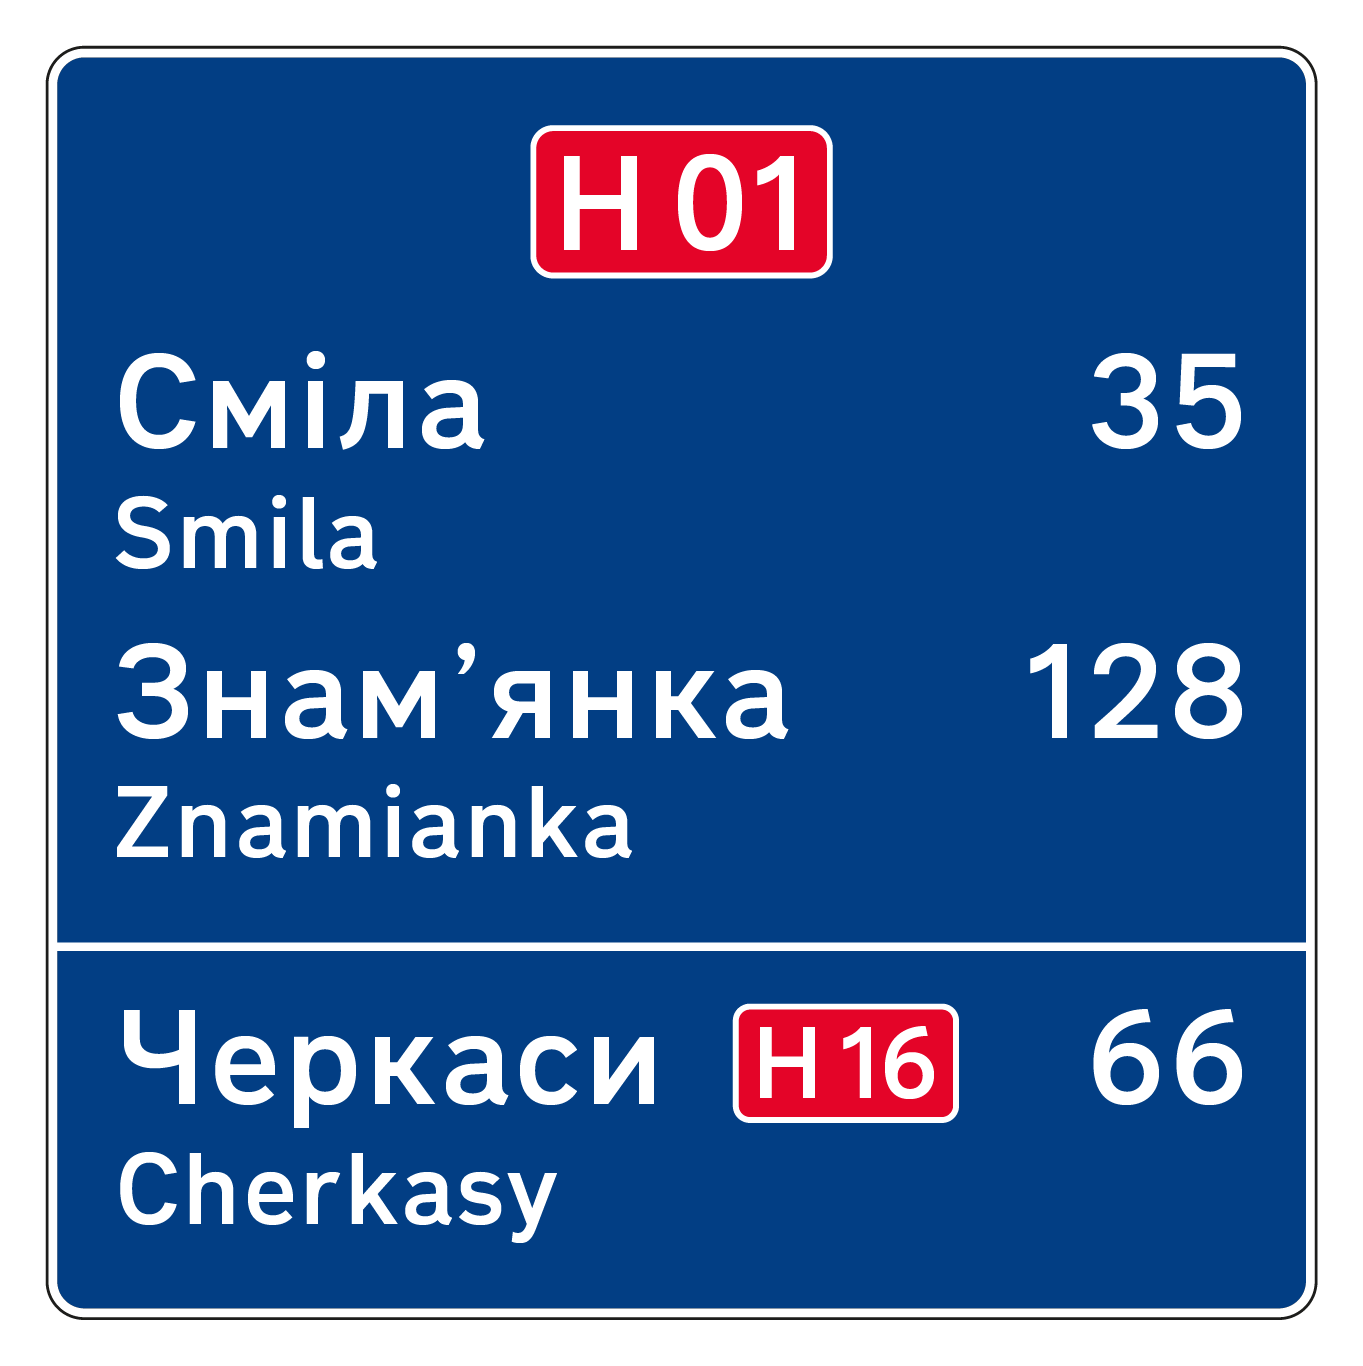 Н 01
Сміла 35
Smila
Знам’янка 128
Znamianka
Черкаси Н 16 66
Cherkasy